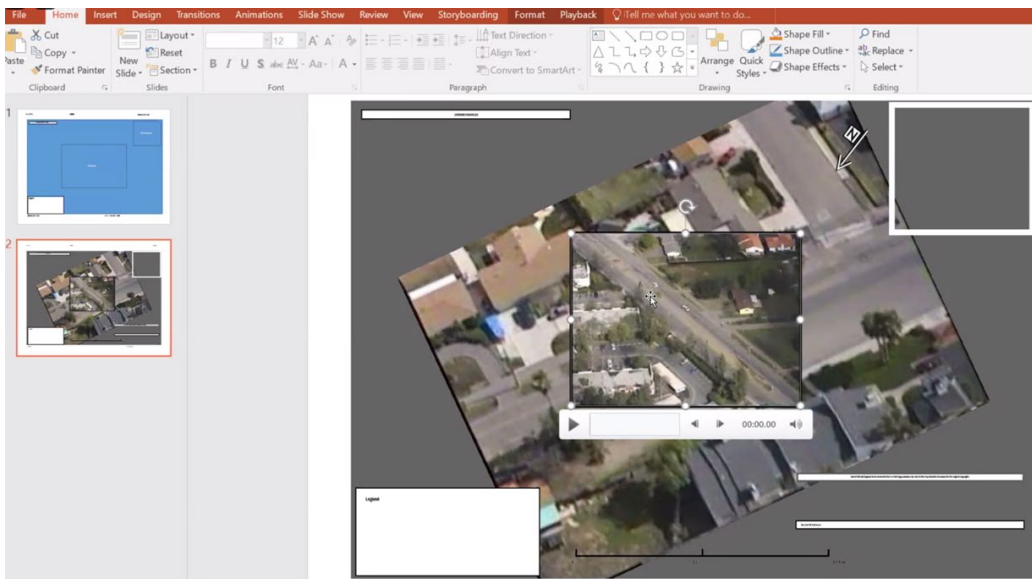 File Home Insert Design Transitions Animations Slide Show Review View Storyboarding Format Playback Tell me what you want to do...
Cut
Copy
Format Painter
Clipboard
New
Slide
Layout
Reset
Section
Slides
12
B I U S abc AV Aa A
Font
Text Direction
Align Text
Convert to SmartArt
Paragraph
Arrange
Quick
Styles
Shape Fill
Shape Outline
Shape Effects
Drawing
Find
Replace
Select
Editing
1
2
N
00:00.00
Legend